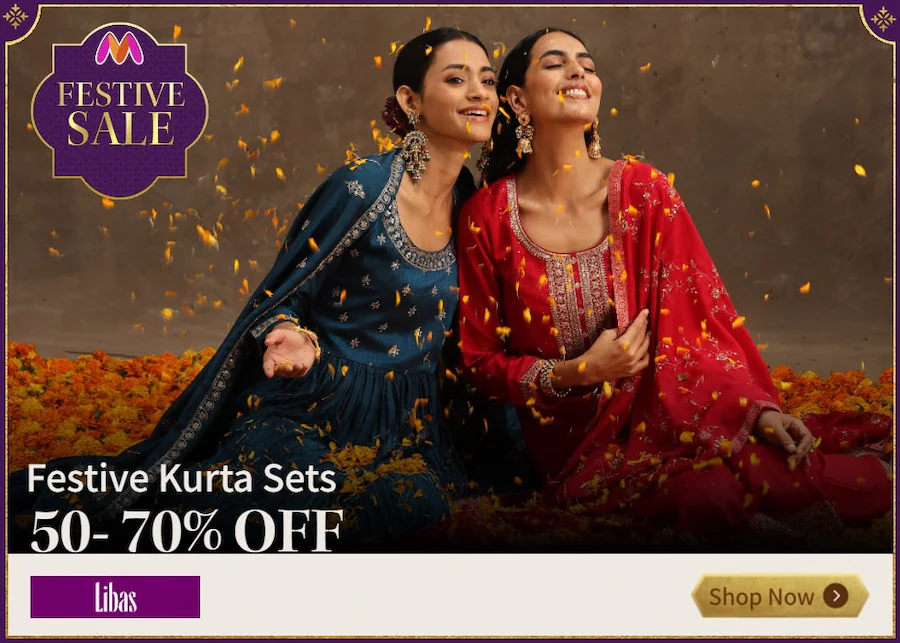 FESTIVE
SALE
Festive Kurta Sets
50- 70% OFF
Libas
Shop Now